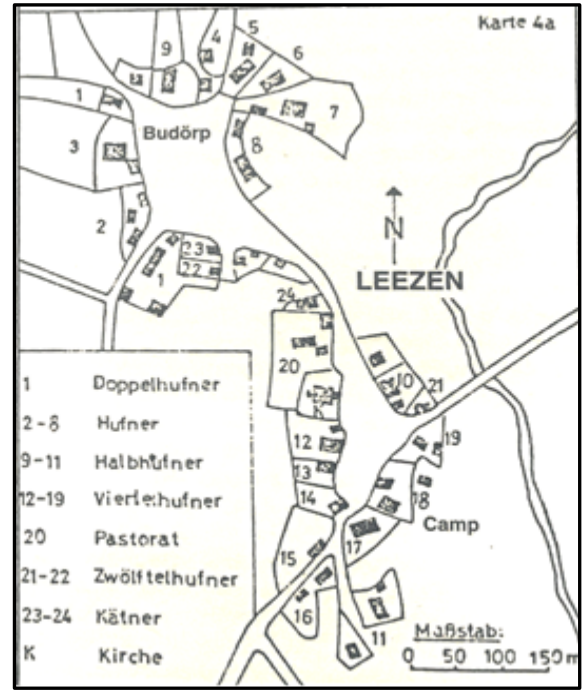 Karte 4a
5
9
4
6
1
7
Budörp
3
8
2
N
23
1
22
LEEZEN
24
20
10
21
K
12
19
13
18
14
Camp
17
15
16
11
1 Doppelhufner
2-8 Hufner
9-11 Halbhufner
12-19 Viertelhufner
20 Pastorat
21-22 Zwölftelhufner
23-24 Kätner
K Kirche
Maßstab:
0 50 100 150 m